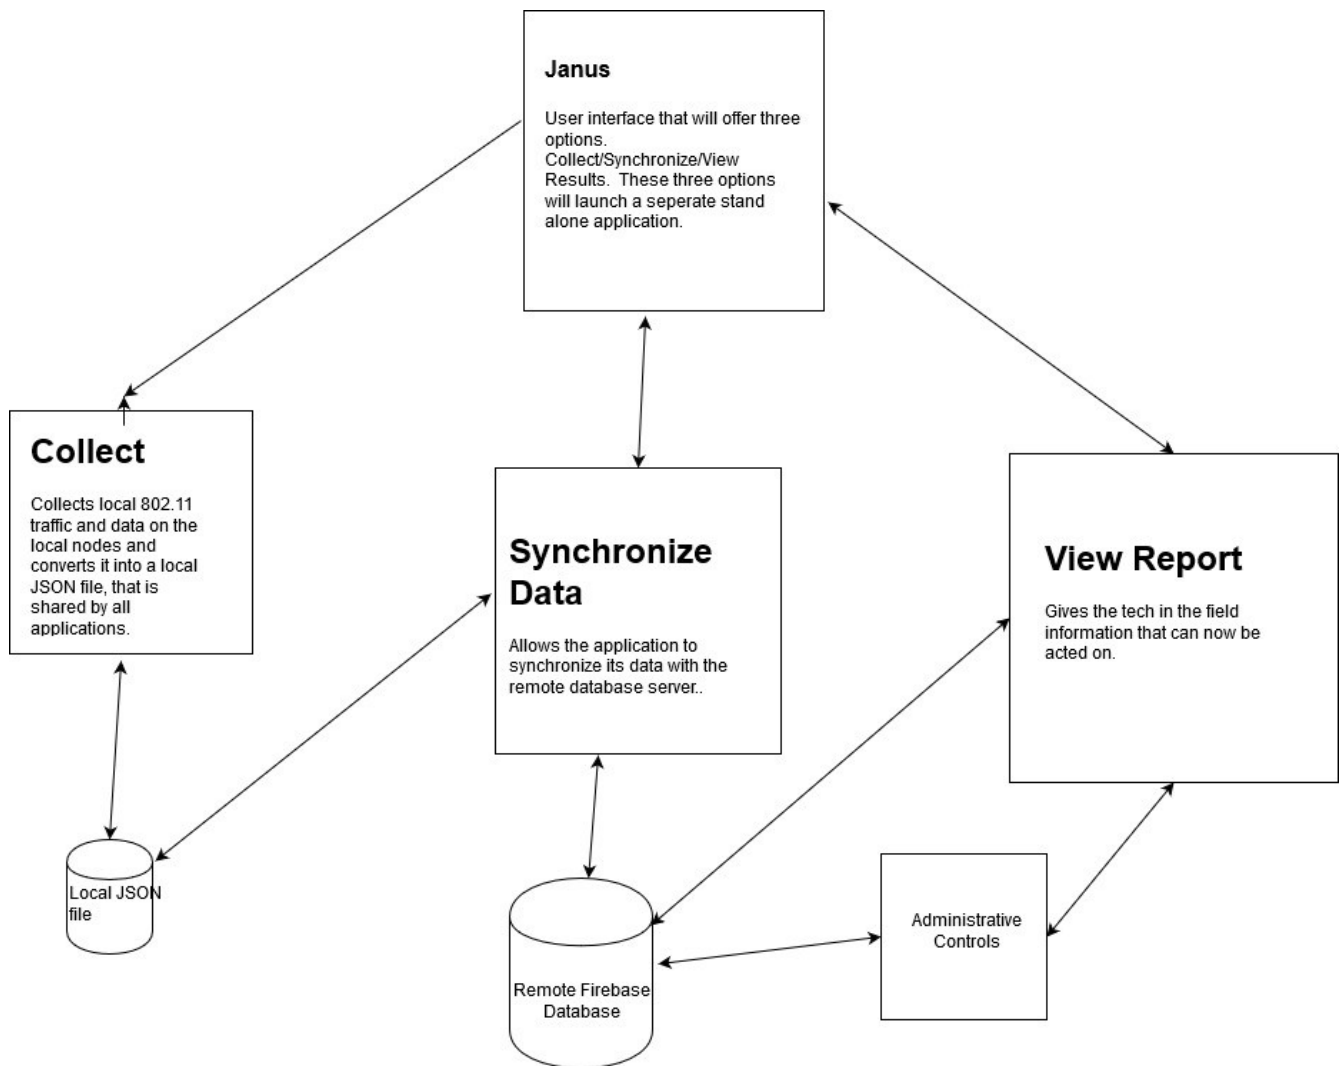 Janus
User interface that will offer three
options.
Collect/Synchronize/View
Results.  These three options
will launch a seperate stand
alone application.
Collect
Collects local 802.11
traffic and data on the
local nodes and
converts it into a local
JSON file, that is
shared by all
applications.
Synchronize
Data
Allows the application to
synchronize its data with the
remote database server..
View Report
Gives the tech in the field
information that can now be
acted on.
Local JSON
file
Remote Firebase
Database
Administrative
Controls